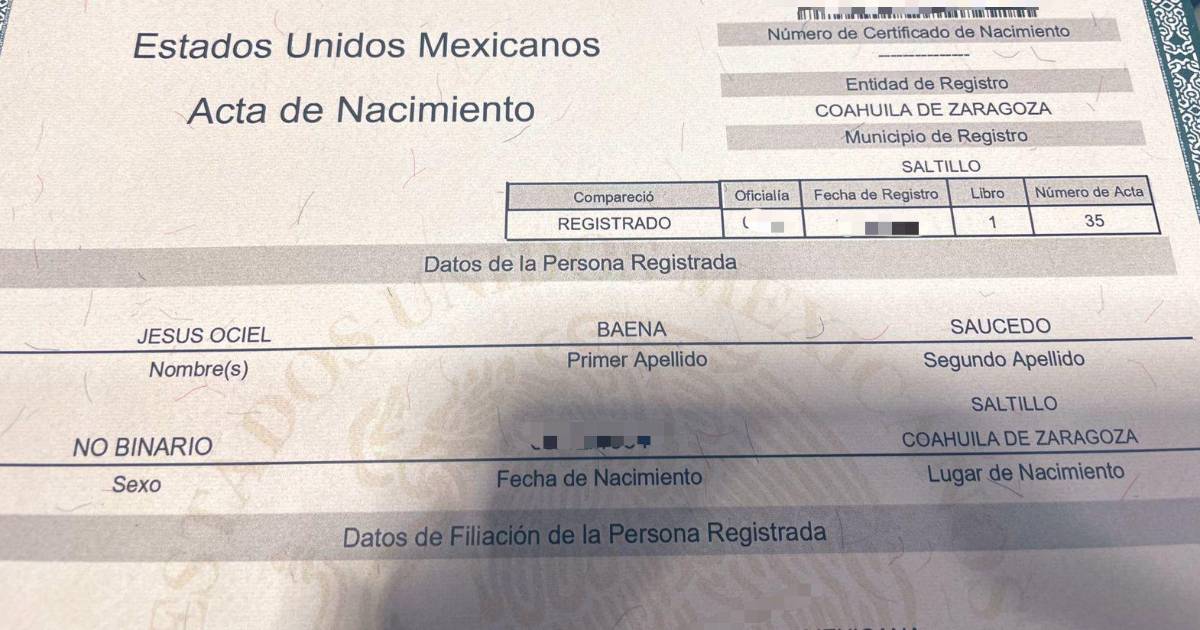 Estados Unidos Mexicanos
Acta de Nacimiento
Número de Certificado de Nacimiento
Entidad de Registro
COAHUILA DE ZARAGOZA
Municipio de Registro
SALTILLO
Compareció Oficialía Fecha de Registro Libro Número de Acta
REGISTRADO 1 35
Datos de la Persona Registrada
JESUS OCIEL BAENA SAUCEDO
Nombre(s) Primer Apellido Segundo Apellido
SALTILLO
NO BINARIO COAHUILA DE ZARAGOZA
Sexo Fecha de Nacimiento Lugar de Nacimiento
Datos de Filiación de la Persona Registrada